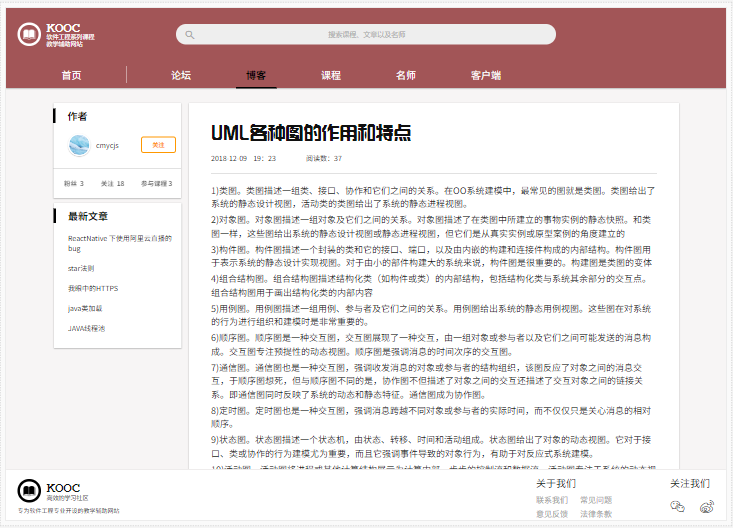 KOOC
软件工程系列课程
教学辅助网站
搜索课程、文章以及名师
首页
论坛
博客
课程
名师
客户端
作者
cmycjs
关注
粉丝 3 关注 18 参与课程 3
最新文章
ReactNative 下使用阿里云直播的
bug
star法则
我眼中的HTTPS
java类加载
JAVA线程池
UML各种图的作用和特点
2018-12-09 19：23 阅读数：37
1)类图。类图描述一组类、接口、协作和它们之间的关系。在OO系统建模中，最常见的图就是类图。类图给出了
系统的静态设计视图，活动类的类图给出了系统的静态进程视图。
2)对象图。对象图描述一组对象及它们之间的关系。对象图描述了在类图中所建立的事物实例的静态快照。和类
图一样，这些图给出系统的静态设计视图或静态进程视图，但它们是从真实实例或原型案例的角度建立的
3)构件图。构件图描述一个封装的类和它的接口、端口，以及由内嵌的构建和连接件构成的内部结构。构件图用
于表示系统的静态设计实现视图。对于由小的部件构建大的系统来说，构件图是很重要的。构建图是类图的变体
4)组合结构图。组合结构图描述结构化类（如构件或类）的内部结构，包括结构化类与系统其余部分的交互点。
组合结构图用于画出结构化类的内部内容
5)用例图。用例图描述一组用例、参与者及它们之间的关系。用例图给出系统的静态用例视图。这些图在对系统
的行为进行组织和建模时是非常重要的。
6)顺序图。顺序图是一种交互图，交互图展现了一种交互，由一组对象或参与者以及它们之间可能发送的消息构
成。交互图专注预提性的动态视图。顺序图是强调消息的时间次序的交互图。
7)通信图。通信图也是一种交互图，强调收发消息的对象或参与者的结构组织，该图反应了对象之间的消息交
互，于顺序图想死，但与顺序图不同的是，协作图不但描述了对象之间的交互还描述了交互对象之间的链接关
系。即通信图同时反映了系统的动态和静态特征。通信图成为协作图。
8)定时图。定时图也是一种交互图，强调消息跨越不同对象或参与者的实际时间，而不仅仅只是关心消息的相对
顺序。
9)状态图。状态图描述一个状态机，由状态、转移、时间和活动组成。状态图给出了对象的动态视图。它对于接
口、类或协作的行为建模尤为重要，而且它强调事件导致的对象行为，有助于对反应式系统建模。
KOOC
高效的学习社区
专为软件工程专业开设的教学辅助网站
关于我们
联系我们 常见问题
意见反馈 法律条款
关注我们